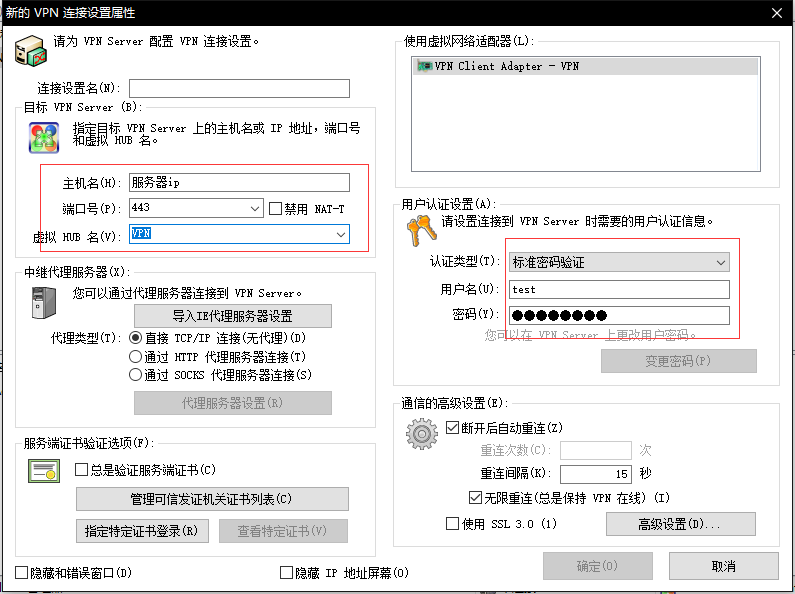 新的 VPN 连接设置属性
请为 VPN Server 配置 VPN 连接设置。
连接设置名(N):
目标 VPN Server (B):
指定目标 VPN Server 上的主机名或 IP 地址，端口号
和虚拟 HUB 名。
主机名(H): 服务器ip
端口号(P): 443 禁用 NAT-T
虚拟 HUB 名(V): VPN
中继代理服务器(X):
您可以通过代理服务器连接到 VPN Server。
导入IE代理服务器设置
代理类型(T): 直接 TCP/IP 连接(无代理)(D)
通过 HTTP 代理服务器连接(T)
通过 SOCKS 代理服务器连接(S)
代理服务器设置(R)
服务端证书验证选项(F):
总是验证服务端证书(C)
管理可信发证机关证书列表(C)
指定特定证书登录(R) 查看特定证书(V)
隐藏和错误窗口(D) 隐藏 IP 地址屏幕(O)
使用虚拟网络适配器(L):
VPN Client Adapter - VPN
用户认证设置(A):
请设置连接到 VPN Server 时需要的用户认证信息。
认证类型(T): 标准密码验证
用户名(U): test
密码(Y): ●●●●●●●●
您可以在 VPN Server 上更改用户密码。
变更密码(P)
通信的高级设置(E):
断开后自动重连(Z)
重连次数(C): 次
重连间隔(K): 15 秒
无限重连(总是保持 VPN 在线) (I)
使用 SSL 3.0 (1) 高级设置(D)...
确定(O) 取消